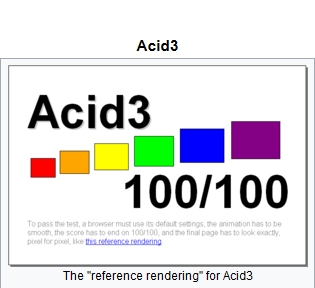 Acid3
Acid3
100/100
To pass the test, a browser must use its default settings, the animation has to be
smooth, the score has to end on 100/100, and the final page has to look exactly,
pixel for pixel, like this reference rendering.
The "reference rendering" for Acid3